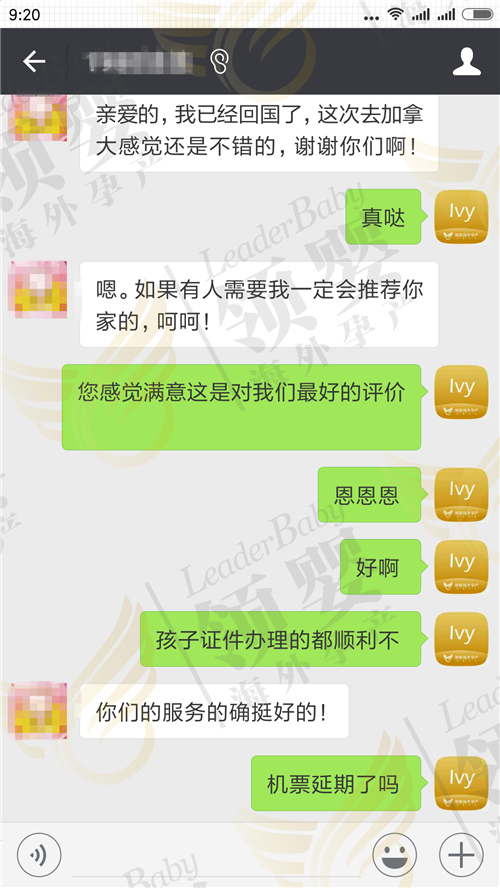 9:20
亲爱的，我已经回国了，这次去加拿
大感觉还是不错的，谢谢你们啊！
真哒
Ivy
嗯。如果有人需要我一定会推荐你
家的，呵呵！
您感觉满意这是对我们最好的评价
Ivy
恩恩恩
Ivy
好啊
Ivy
孩子证件办理的都顺利不
Ivy
你们的服务的确挺好的！
机票延期了吗
Ivy
LeaderBaby
领婴
海外孕产